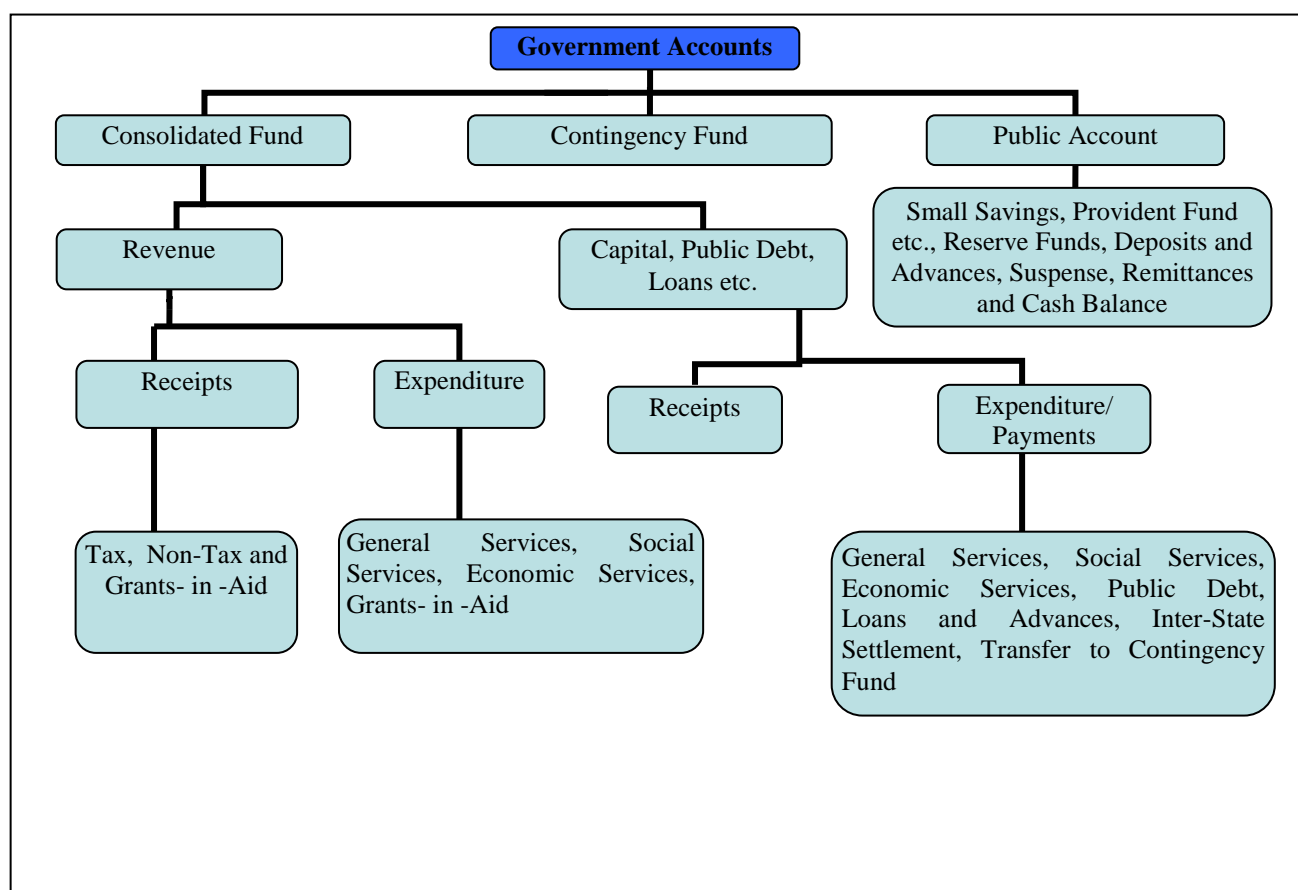 Government Accounts
Consolidated Fund
Contingency Fund
Public Account
Small Savings, Provident Fund
etc., Reserve Funds, Deposits and
Advances, Suspense, Remittances
and Cash Balance
Revenue
Capital, Public Debt,
Loans etc.
Receipts
Expenditure
Receipts
Expenditure/
Payments
Tax, Non-Tax and
Grants- in -Aid
General Services, Social
Services, Economic Services,
Grants- in -Aid
General Services, Social Services,
Economic Services, Public Debt,
Loans and Advances, Inter-State
Settlement, Transfer to Contingency
Fund